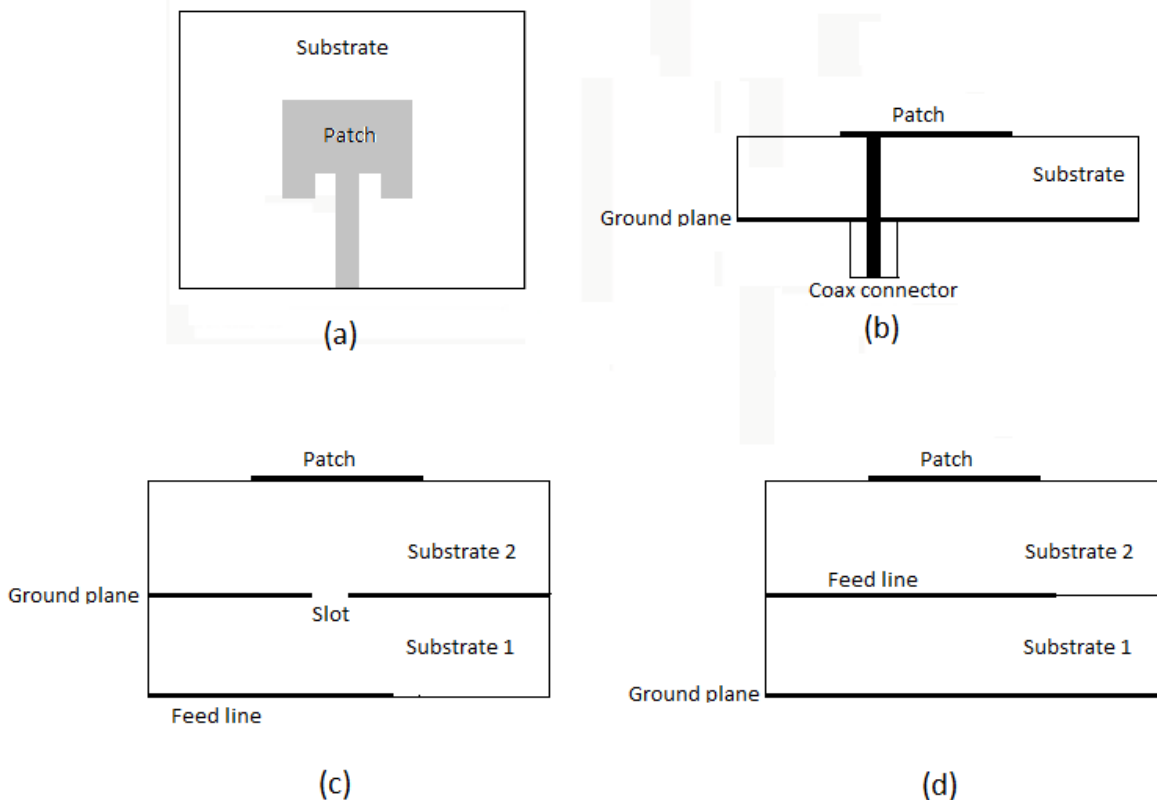 Substrate
Patch
(a)
Patch
Substrate
Ground plane
Coax connector
(b)
Patch
Substrate 2
Ground plane
Slot
Substrate 1
Feed line
(c)
Patch
Substrate 2
Feed line
Substrate 1
Ground plane
(d)